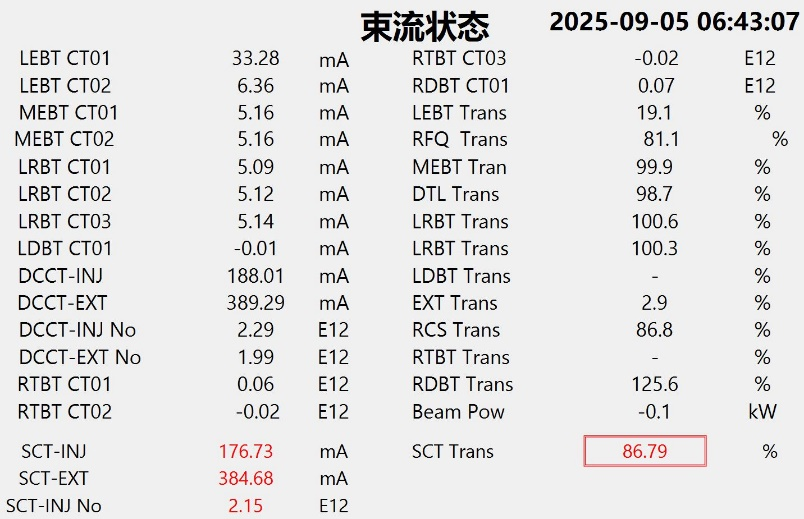 束流状态 2025-09-05 06:43:07
LEBT CT01 33.28 mA RTBT CT03 -0.02 E12
LEBT CT02 6.36 mA RDBT CT01 0.07 E12
MEBT CT01 5.16 mA LEBT Trans 19.1 %
MEBT CT02 5.16 mA RFQ Trans 81.1 %
LRBT CT01 5.09 mA MEBT Tran 99.9 %
LRBT CT02 5.12 mA DTL Trans 98.7 %
LRBT CT03 5.14 mA LRBT Trans 100.6 %
LDBT CT01 -0.01 mA LRBT Trans 100.3 %
DCCT-INJ 188.01 mA LDBT Trans - %
DCCT-EXT 389.29 mA EXT Trans 2.9 %
DCCT-INJ No 2.29 E12 RCS Trans 86.8 %
DCCT-EXT No 1.99 E12 RTBT Trans - %
RTBT CT01 0.06 E12 RDBT Trans 125.6 %
RTBT CT02 -0.02 E12 Beam Pow -0.1 kW
SCT-INJ 176.73 mA SCT Trans 86.79 %
SCT-EXT 384.68 mA
SCT-INJ No 2.15 E12